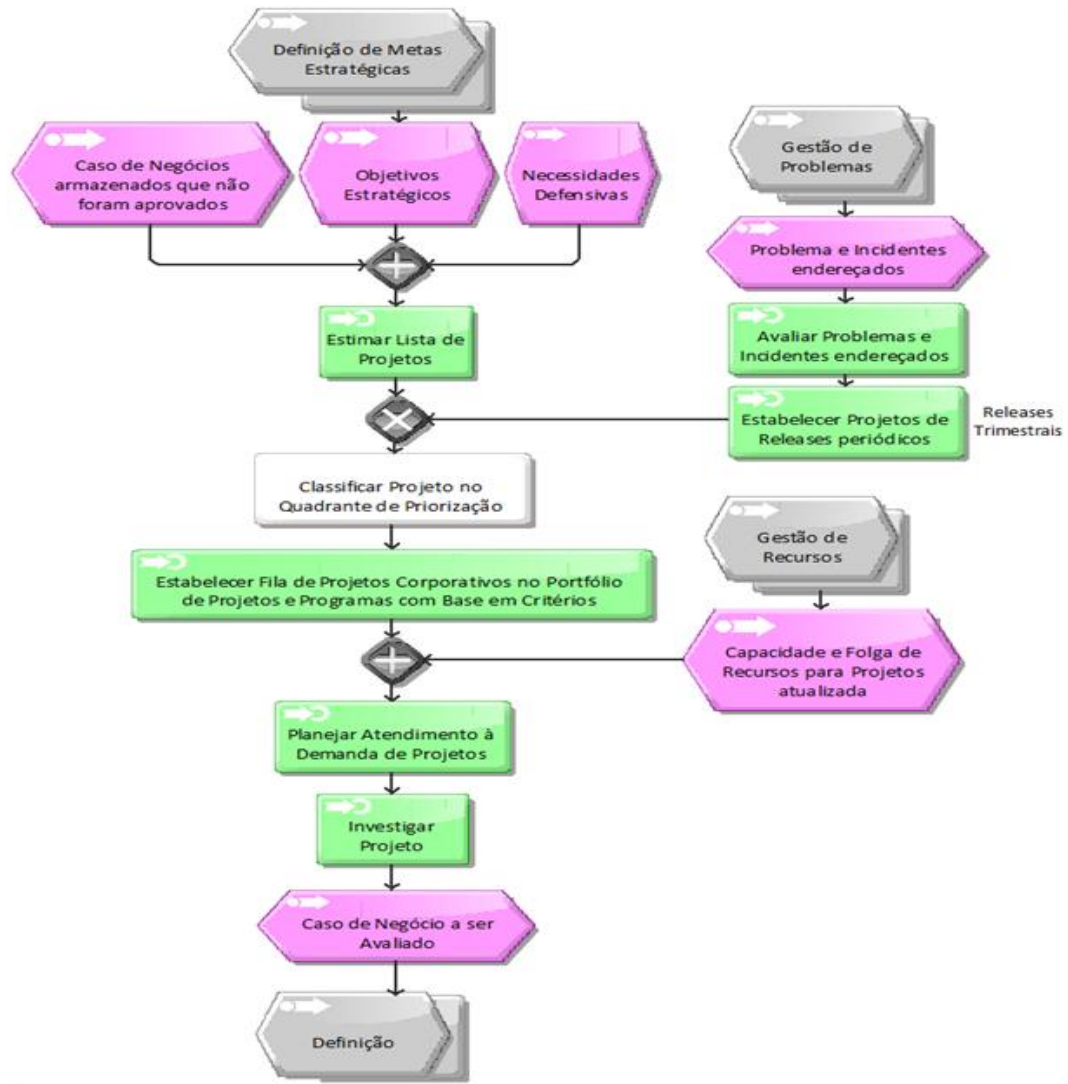 Definição de Metas
Estratégicas
Caso de Negócios
armazenados que não
foram aprovados
Objetivos
Estratégicos
Necessidades
Defensivas
Gestão de
Problemas
Problema e Incidentes
endereçados
Estimar Lista de
Projetos
Avaliar Problemas e
Incidentes endereçados
Estabelecer Projetos de
Releases periódicos
Releases
Trimestrais
Classificar Projeto no
Quadrante de Priorização
Gestão de
Recursos
Estabelecer Fila de Projetos Corporativos no Portfólio
de Projetos e Programas com Base em Critérios
Capacidade e Folga de
Recursos para Projetos
atualizada
Planejar Atendimento à
Demanda de Projetos
Investigar
Projeto
Caso de Negócio a ser
Avaliado
Definição